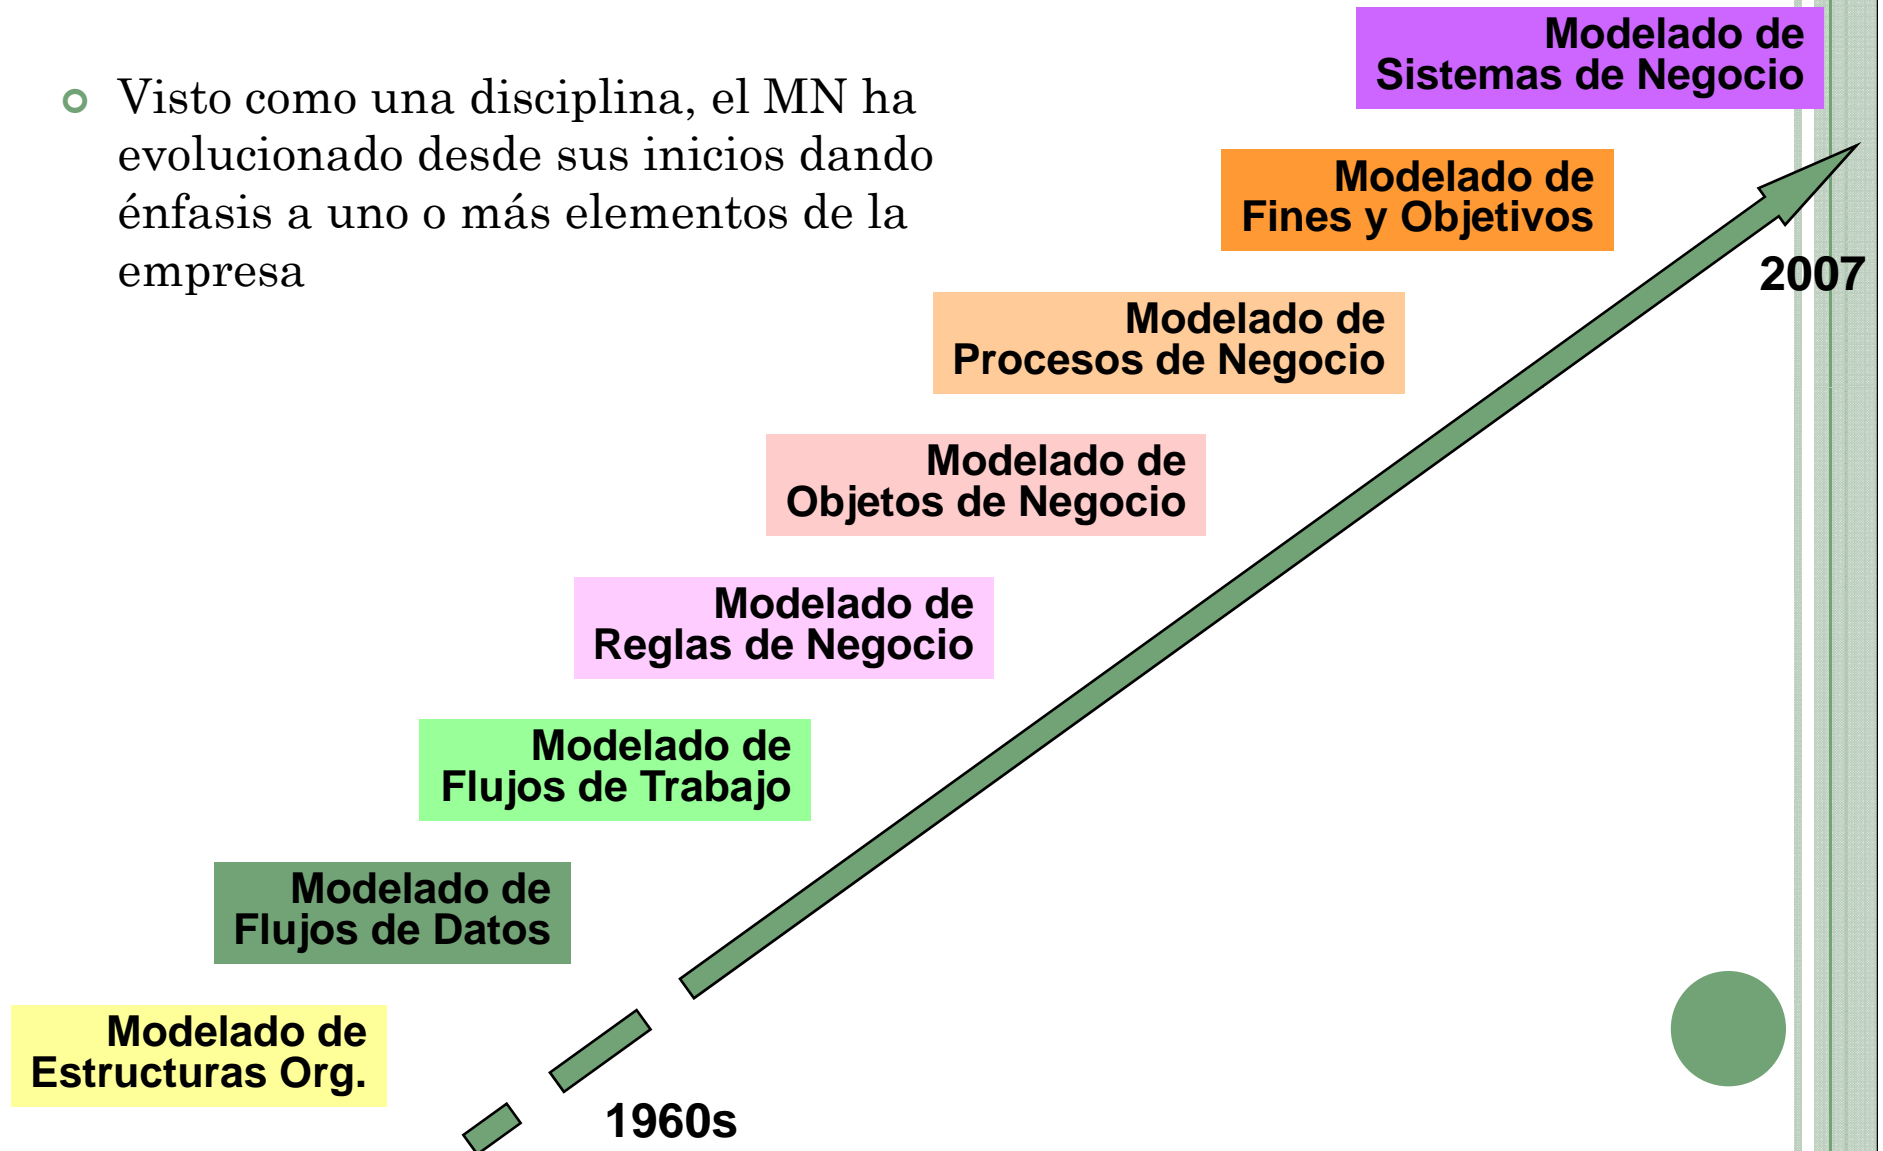 Visto como una disciplina, el MN ha
evolucionado desde sus inicios dando
énfasis a uno o más elementos de la
empresa
Modelado de
Sistemas de Negocio
Modelado de
Fines y Objetivos
2007
Modelado de
Procesos de Negocio
Modelado de
Objetos de Negocio
Modelado de
Reglas de Negocio
Modelado de
Flujos de Trabajo
Modelado de
Flujos de Datos
Modelado de
Estructuras Org.
1960s